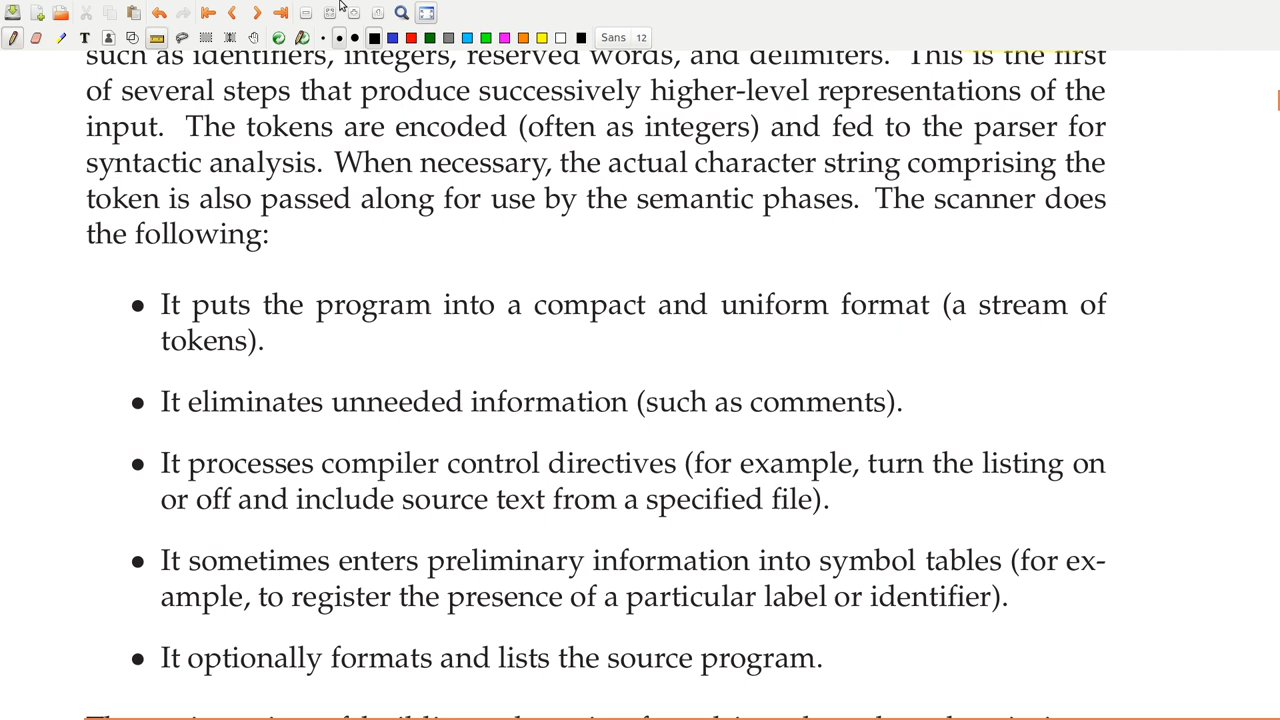 T
Sans 12
such as identifiers, integers, reserved words, and delimiters. This is the first
of several steps that produce successively higher-level representations of the
input. The tokens are encoded (often as integers) and fed to the parser for
syntactic analysis. When necessary, the actual character string comprising the
token is also passed along for use by the semantic phases. The scanner does
the following:
• It puts the program into a compact and uniform format (a stream of
tokens).
• It eliminates unneeded information (such as comments).
• It processes compiler control directives (for example, turn the listing on
or off and include source text from a specified file).
• It sometimes enters preliminary information into symbol tables (for ex-
ample, to register the presence of a particular label or identifier).
• It optionally formats and lists the source program.